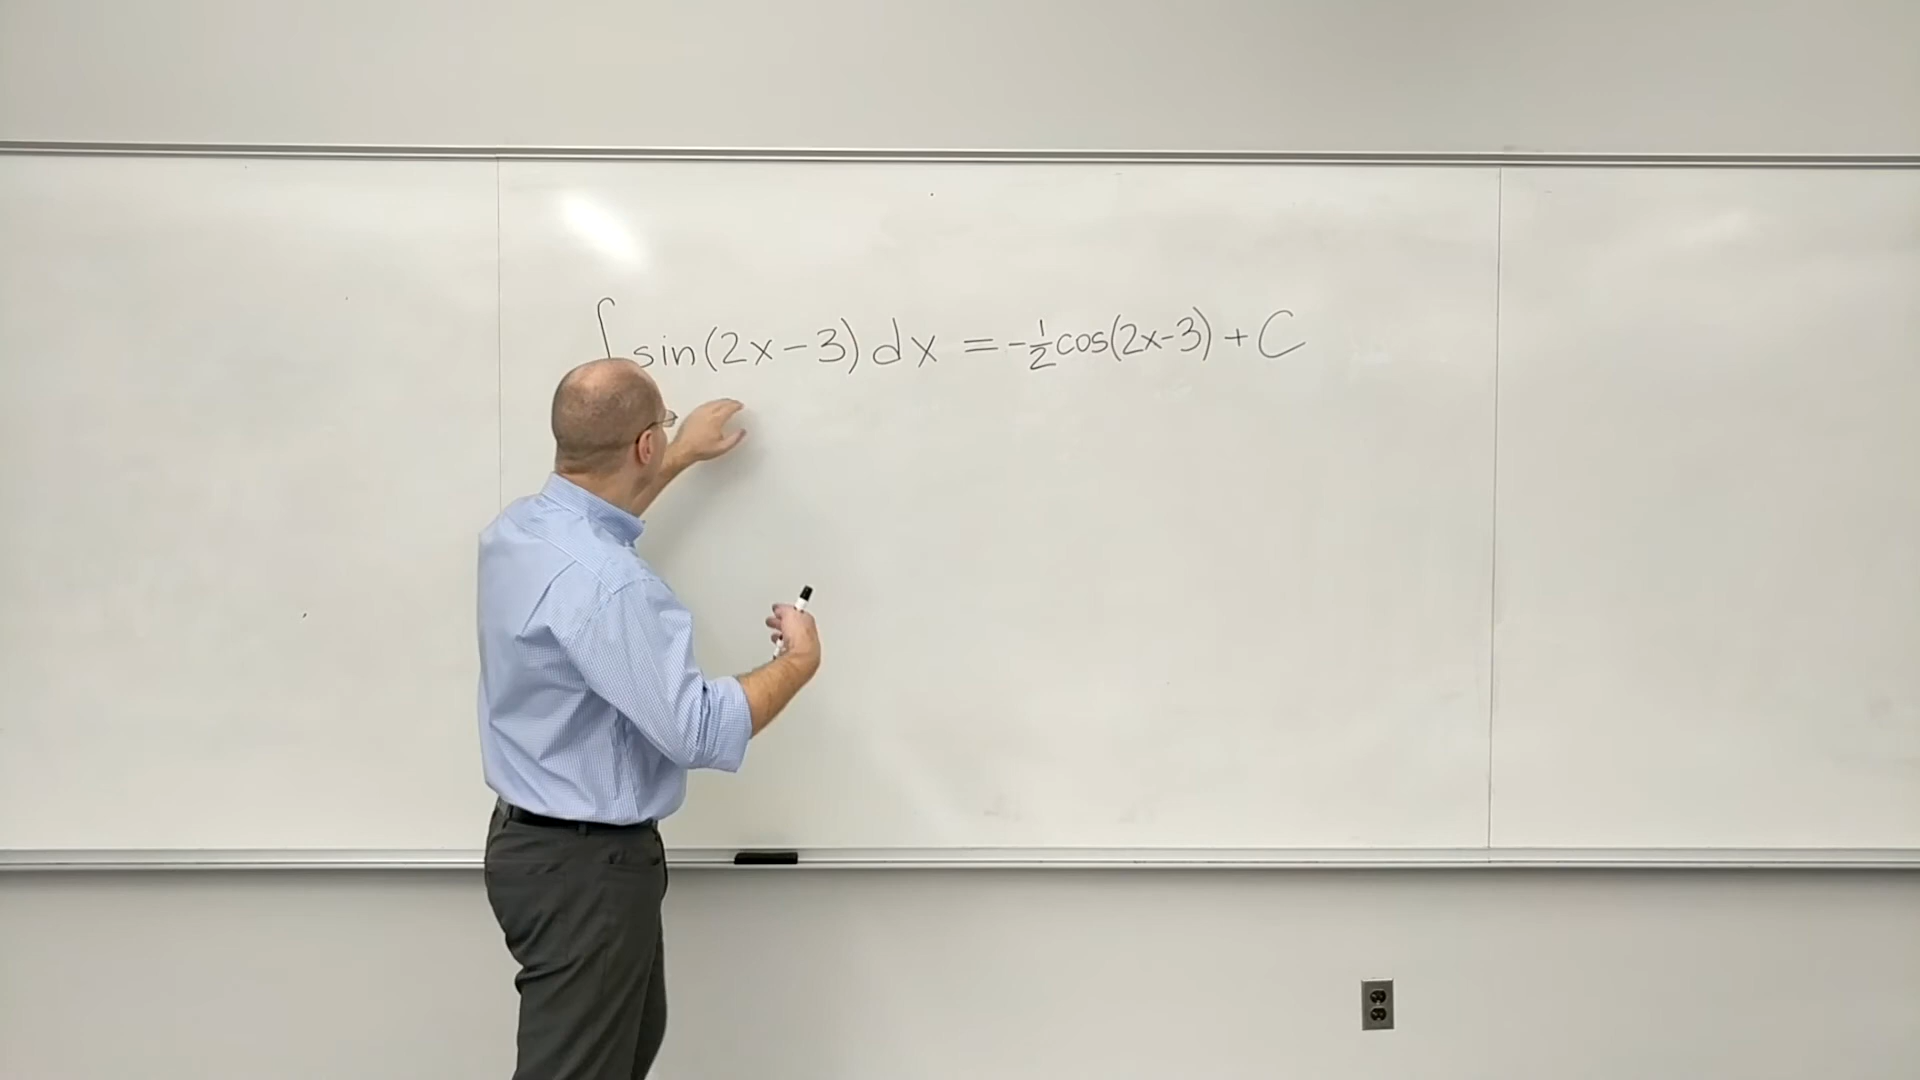 ∫ sin(2x-3) dx = -½cos(2x-3) + C